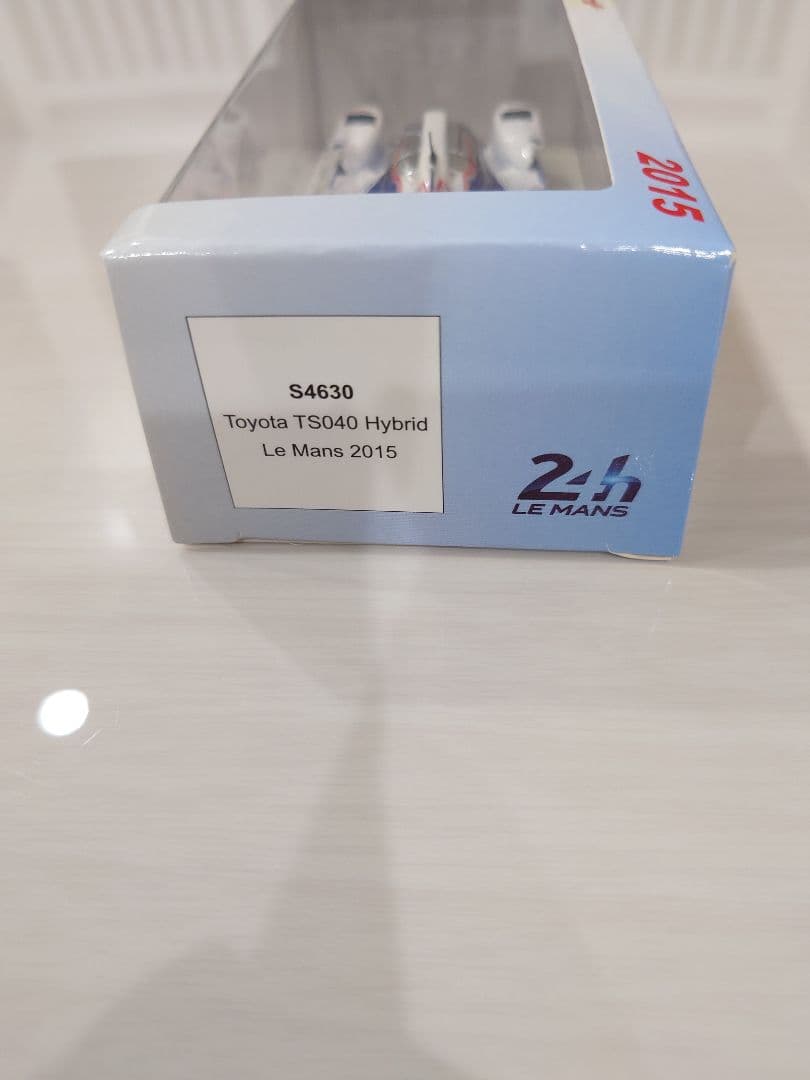 2015
S4630
Toyota TS040 Hybrid
Le Mans 2015
24h
LE MANS